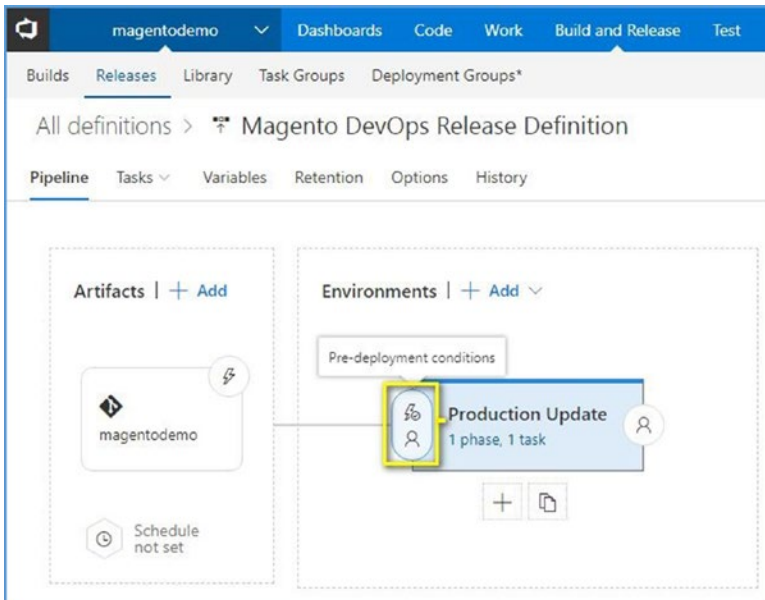 magentodemo Dashboards Code Work Build and Release Test
Builds Releases Library Task Groups Deployment Groups*
All definitions > Magento DevOps Release Definition
Pipeline Tasks Variables Retention Options History
Artifacts | + Add
Environments | + Add
Pre-deployment conditions
magentodemo
Production Update
1 phase, 1 task
Schedule
not set